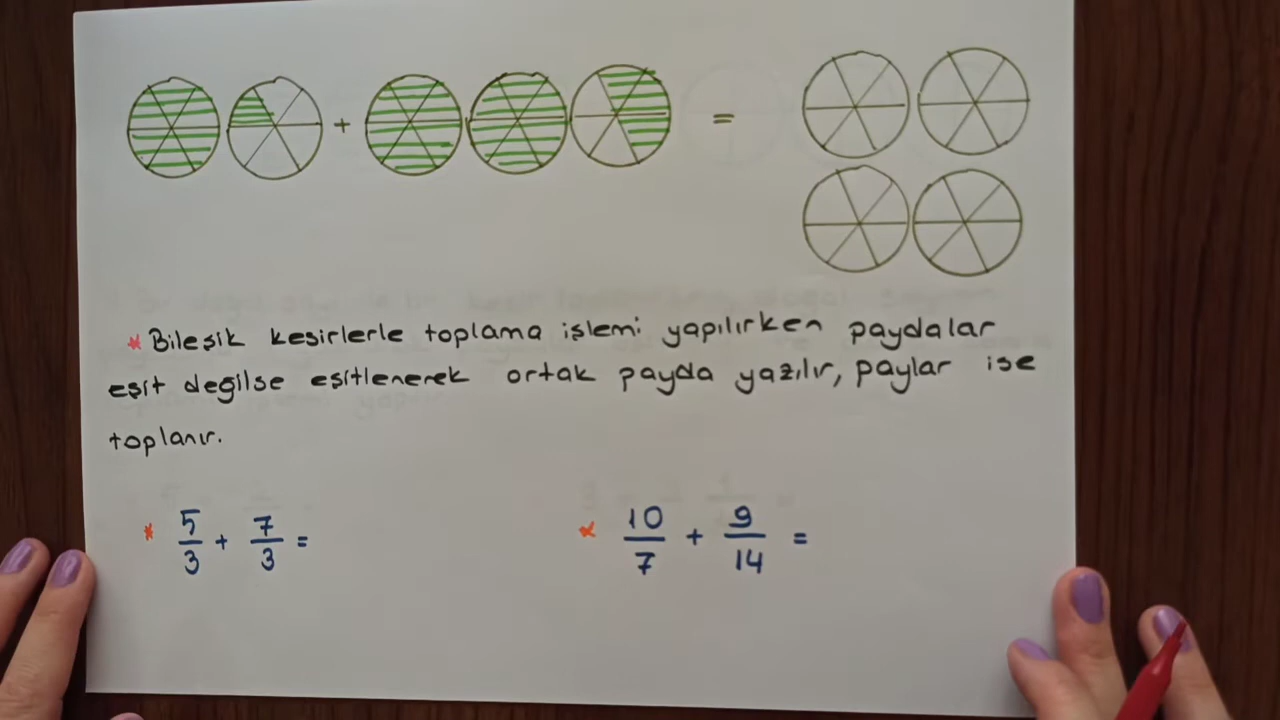 + =
* Bileşik kesirlerle toplama işlemi yapılırken paydalar
eşit değilse eşitlenerek ortak payda yazılır, paylar ise
toplanır.
* 5/3 + 7/3 =
* 10/7 + 9/14 =